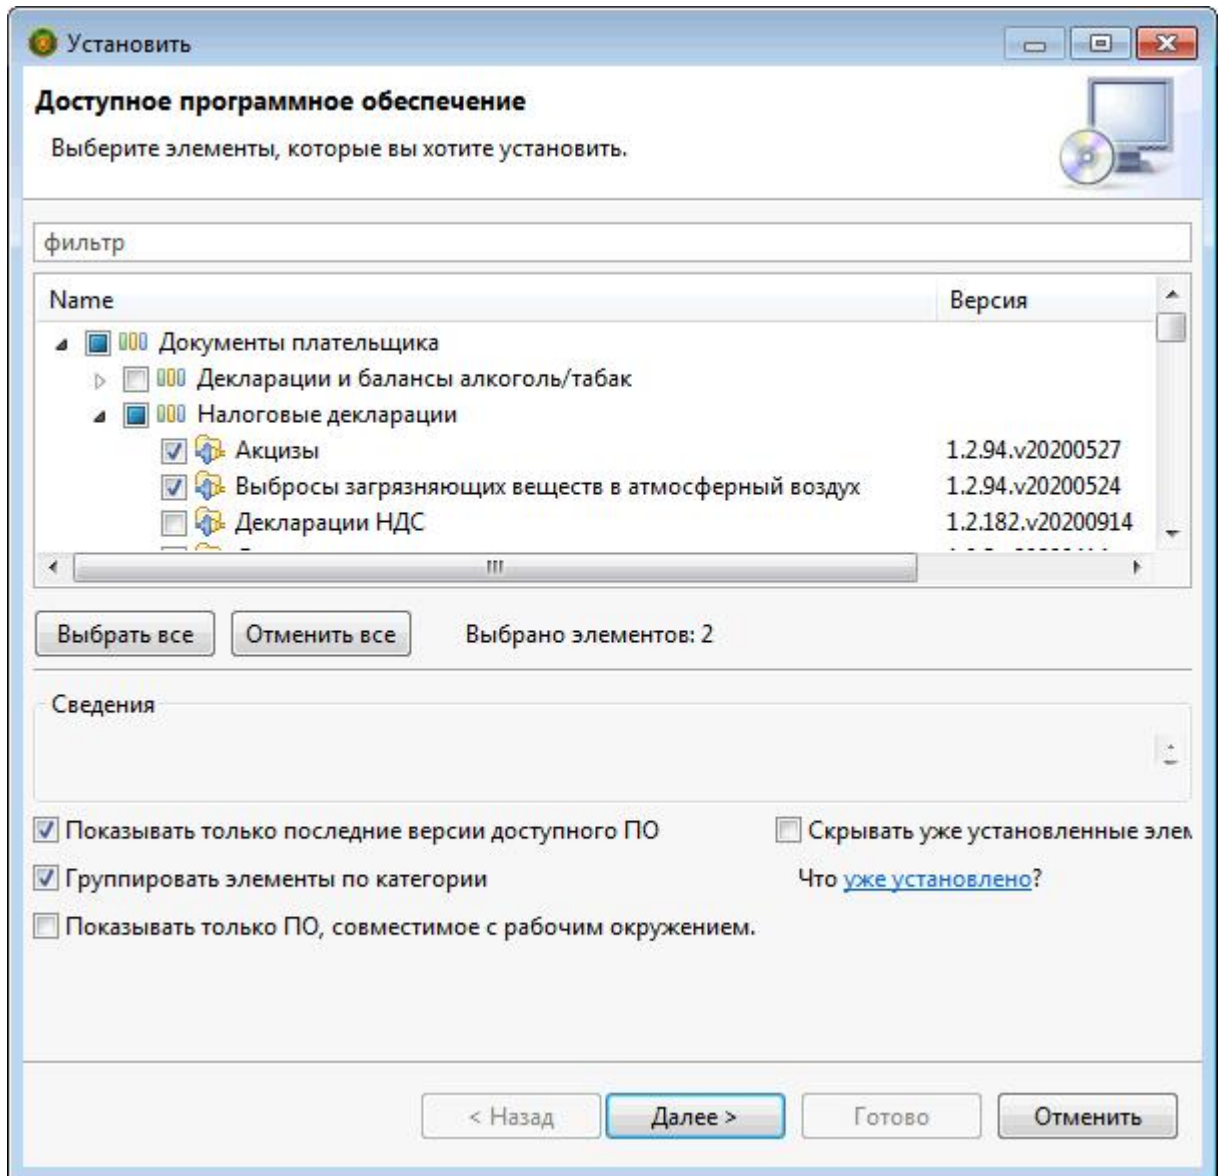 Установить
Доступное программное обеспечение
Выберите элементы, которые вы хотите установить.
фильтр
Name Версия
Документы плательщика
Декларации и балансы алкоголь/табак
Налоговые декларации
Акцизы 1.2.94.v20200527
Выбросы загрязняющих веществ в атмосферный воздух 1.2.94.v20200524
Декларации НДС 1.2.182.v20200914
Выбрать все Отменить все Выбрано элементов: 2
Сведения
Показывать только последние версии доступного ПО Скрывать уже установленные элем
Группировать элементы по категории Что уже установлено?
Показывать только ПО, совместимое с рабочим окружением.
< Назад Далее > Готово Отменить